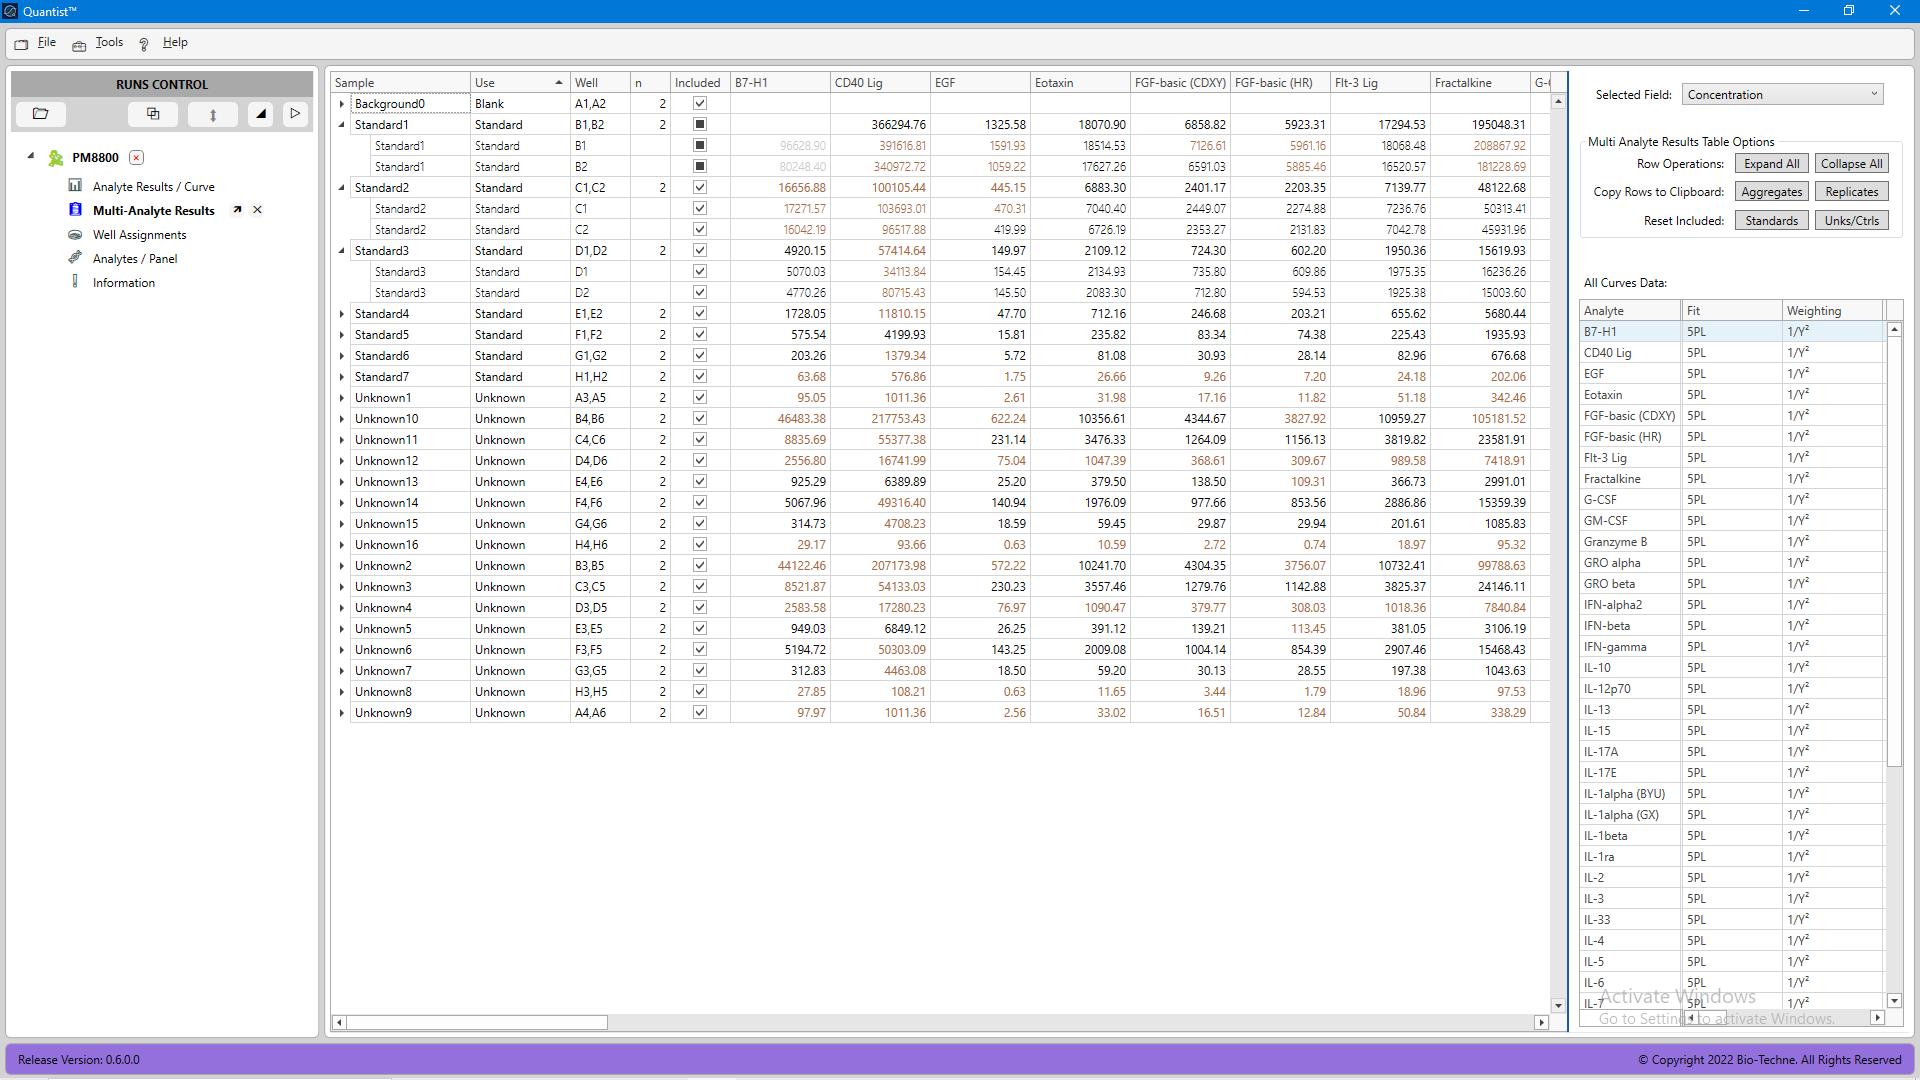 Quantist™
File Tools Help
RUNS CONTROL
PM8800
Analyte Results / Curve
Multi-Analyte Results
Well Assignments
Analytes / Panel
Information
Sample Use Well n Included B7-H1 CD40 Lig EGF Eotaxin FGF-basic (CDXY) FGF-basic (HR) Flt-3 Lig Fractalkine G-
Background0 Blank A1,A2 2
Standard1 Standard B1,B2 2 366294.76 1325.58 18070.90 6858.82 5923.31 17294.53 195048.31
Standard1 Standard B1 96628.90 391616.81 1591.93 18514.53 7126.61 5961.16 18068.48 208867.92
Standard1 Standard B2 80248.40 340972.72 1059.22 17627.26 6591.03 5885.46 16520.57 181228.69
Standard2 Standard C1,C2 2 16656.88 100105.44 445.15 6883.30 2401.17 2203.35 7139.77 48122.68
Standard2 Standard C1 17271.57 103693.01 470.31 7040.40 2449.07 2274.88 7236.76 50313.41
Standard2 Standard C2 16042.19 96517.88 419.99 6726.19 2353.27 2131.83 7042.78 45931.96
Standard3 Standard D1,D2 2 4920.15 57414.64 149.97 2109.12 724.30 602.20 1950.36 15619.93
Standard3 Standard D1 5070.03 34113.84 154.45 2134.93 735.80 609.86 1975.35 16236.26
Standard3 Standard D2 4770.26 80715.43 145.50 2083.30 712.80 594.53 1925.38 15003.60
Standard4 Standard E1,E2 2 1728.05 11810.15 47.70 712.16 246.68 203.21 655.62 5680.44
Standard5 Standard F1,F2 2 575.54 4199.93 15.81 235.82 83.34 74.38 225.43 1935.93
Standard6 Standard G1,G2 2 203.26 1379.34 5.72 81.08 30.93 28.14 82.96 676.68
Standard7 Standard H1,H2 2 63.68 576.86 1.75 26.66 9.26 7.20 24.18 202.06
Unknown1 Unknown A3,A5 2 95.05 1011.36 2.61 31.98 17.16 11.82 51.18 342.46
Unknown10 Unknown B4,B6 2 46483.38 217753.43 622.24 10356.61 4344.67 3827.92 10959.27 105181.52
Unknown11 Unknown C4,C6 2 8835.69 55377.38 231.14 3476.33 1264.09 1156.13 3819.82 23581.91
Unknown12 Unknown D4,D6 2 2556.80 16741.99 75.04 1047.39 368.61 309.67 989.58 7418.91
Unknown13 Unknown E4,E6 2 925.29 6389.89 25.20 379.50 138.50 109.31 366.73 2991.01
Unknown14 Unknown F4,F6 2 5067.96 49316.40 140.94 1976.09 977.66 853.56 2886.86 15359.39
Unknown15 Unknown G4,G6 2 314.73 4708.23 18.59 59.45 29.87 29.94 201.61 1085.83
Unknown16 Unknown H4,H6 2 29.17 93.66 0.63 10.59 2.72 0.74 18.97 95.32
Unknown2 Unknown B3,B5 2 44122.46 207173.98 572.22 10241.70 4304.35 3756.07 10732.41 99788.63
Unknown3 Unknown C3,C5 2 8521.87 54133.03 230.23 3557.46 1279.76 1142.88 3825.37 24146.11
Unknown4 Unknown D3,D5 2 2583.58 17280.23 76.97 1090.47 379.77 308.03 1018.36 7840.84
Unknown5 Unknown E3,E5 2 949.03 6849.12 26.25 391.12 139.21 113.45 381.05 3106.19
Unknown6 Unknown F3,F5 2 5194.72 50303.09 143.25 2009.08 1004.14 854.39 2907.46 15468.43
Unknown7 Unknown G3,G5 2 312.83 4463.08 18.50 59.20 30.13 28.55 197.38 1043.63
Unknown8 Unknown H3,H5 2 27.85 108.21 0.63 11.65 3.44 1.79 18.96 97.53
Unknown9 Unknown A4,A6 2 97.97 1011.36 2.56 33.02 16.51 12.84 50.84 338.29
Selected Field: Concentration
Multi Analyte Results Table Options
Row Operations: Expand All Collapse All
Copy Rows to Clipboard: Aggregates Replicates
Reset Included: Standards Unks/Ctrls
All Curves Data:
Analyte Fit Weighting
B7-H1 5PL 1/Y²
CD40 Lig 5PL 1/Y²
EGF 5PL 1/Y²
Eotaxin 5PL 1/Y²
FGF-basic (CDXY) 5PL 1/Y²
FGF-basic (HR) 5PL 1/Y²
Flt-3 Lig 5PL 1/Y²
Fractalkine 5PL 1/Y²
G-CSF 5PL 1/Y²
GM-CSF 5PL 1/Y²
Granzyme B 5PL 1/Y²
GRO alpha 5PL 1/Y²
GRO beta 5PL 1/Y²
IFN-alpha2 5PL 1/Y²
IFN-beta 5PL 1/Y²
IFN-gamma 5PL 1/Y²
IL-10 5PL 1/Y²
IL-12p70 5PL 1/Y²
IL-13 5PL 1/Y²
IL-15 5PL 1/Y²
IL-17A 5PL 1/Y²
IL-17E 5PL 1/Y²
IL-1alpha (BYU) 5PL 1/Y²
IL-1alpha (GX) 5PL 1/Y²
IL-1beta 5PL 1/Y²
IL-1ra 5PL 1/Y²
IL-2 5PL 1/Y²
IL-3 5PL 1/Y²
IL-33 5PL 1/Y²
IL-4 5PL 1/Y²
IL-5 5PL 1/Y²
IL-6 5PL 1/Y²
IL-7 5PL 1/Y²
Activate Windows
Go to Settings to activate Windows.
Release Version: 0.6.0.0
© Copyright 2022 Bio-Techne. All Rights Reserved